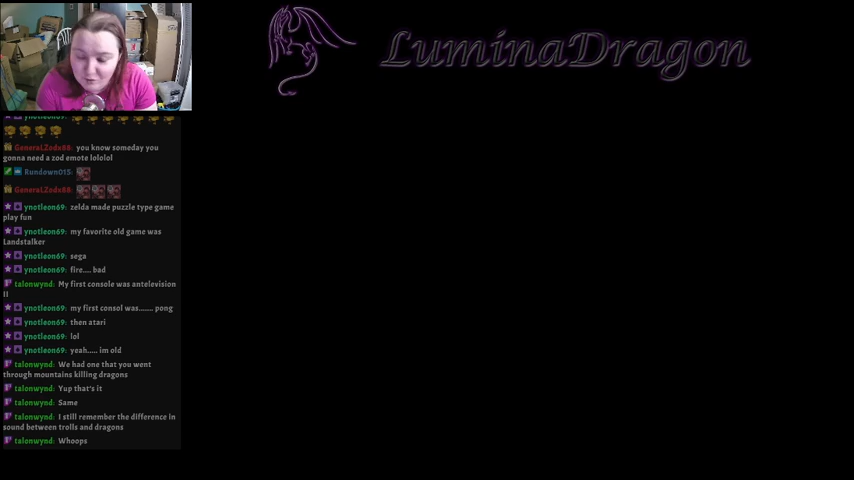 LuminaDragon
ynotleon69:
GeneralZodx88: you know someday you
gonna need a zod emote lololol
Rundown015:
GeneralZodx88:
ynotleon69: zelda made puzzle type game
play fun
ynotleon69: my favorite old game was
Landstalker
ynotleon69: sega
ynotleon69: fire.... bad
talonwynd: My first console was antelevision
II
ynotleon69: my first consol was....... pong
ynotleon69: then atari
ynotleon69: lol
ynotleon69: yeah..... im old
talonwynd: We had one that you went
through mountains killing dragons
talonwynd: Yup that's it
talonwynd: Same
talonwynd: I still remember the difference in
sound between trolls and dragons
talonwynd: Whoops